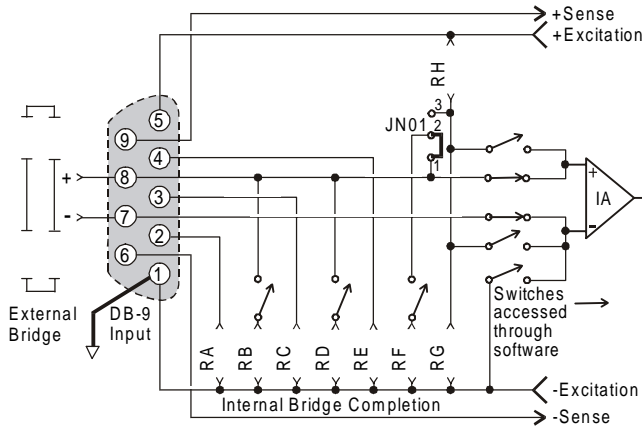 +Sense
+Excitation
5
9
4
8
3
7
2
6
1
+
-
RH
JN01
3
2
1
+
-
IA
External
Bridge
DB-9
Input
RA
RB
RC
RD
RE
RF
RG
Switches
accessed
through
software
Internal Bridge Completion
-Excitation
-Sense